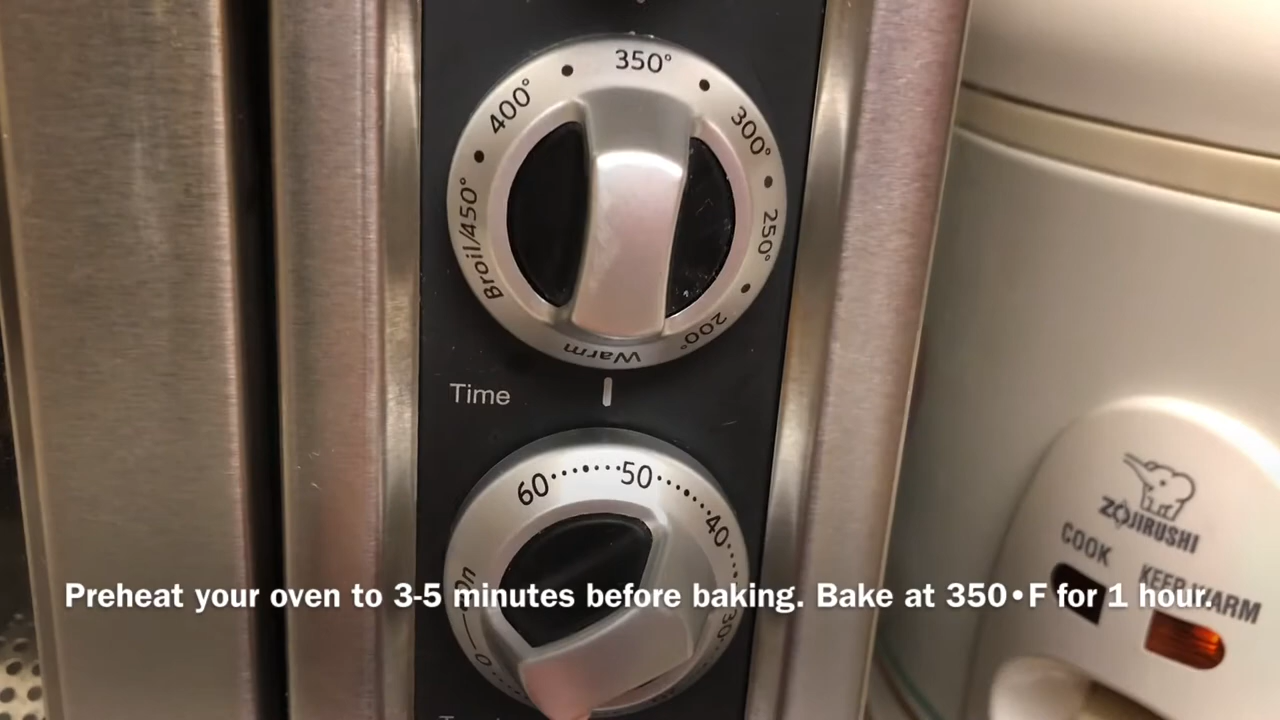 350°
400°
300°
Broil/450°
250°
200°
Warm
Time
60
50
40
30
On
0
ZOJIRUSHI
COOK
KEEP WARM
Preheat your oven to 3-5 minutes before baking. Bake at 350•F for 1 hour.